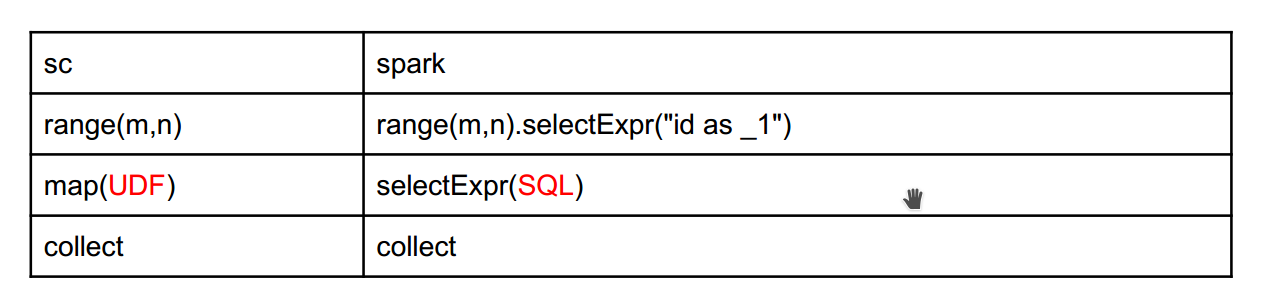 sc spark
range(m,n) range(m,n).selectExpr("id as _1")
map(UDF) selectExpr(SQL)
collect collect